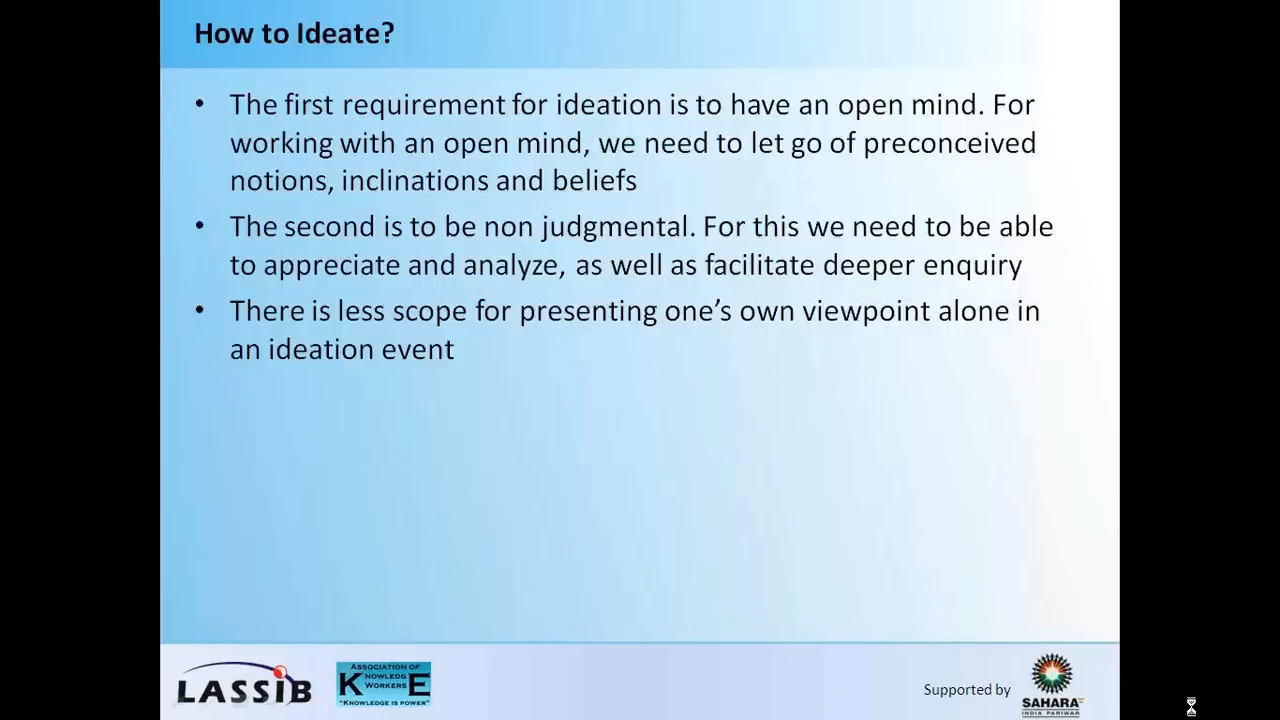 How to Ideate?
• The first requirement for ideation is to have an open mind. For
working with an open mind, we need to let go of preconceived
notions, inclinations and beliefs
• The second is to be non judgmental. For this we need to be able
to appreciate and analyze, as well as facilitate deeper enquiry
• There is less scope for presenting one’s own viewpoint alone in
an ideation event
LASSIB
ASSOCIATION OF
KNOWLEDGE
WORKERS
"KNOWLEDGE IS POWER"
Supported by
SAHARA
INDIA PARIWAR